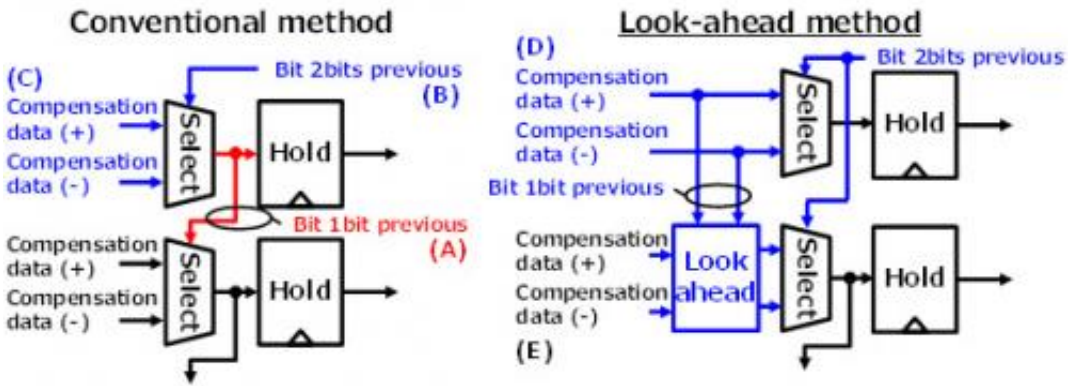 Conventional method
(C)
Bit 2bits previous
(B)
Compensation
data (+)
Compensation
data (-)
Select
Hold
Bit 1bit previous
(A)
Compensation
data (+)
Compensation
data (-)
Select
Hold
Look-ahead method
(D)
Bit 2bits previous
Compensation
data (+)
Compensation
data (-)
Select
Hold
Bit 1bit previous
Compensation
data (+)
Compensation
data (-)
Look
ahead
Select
Hold
(E)